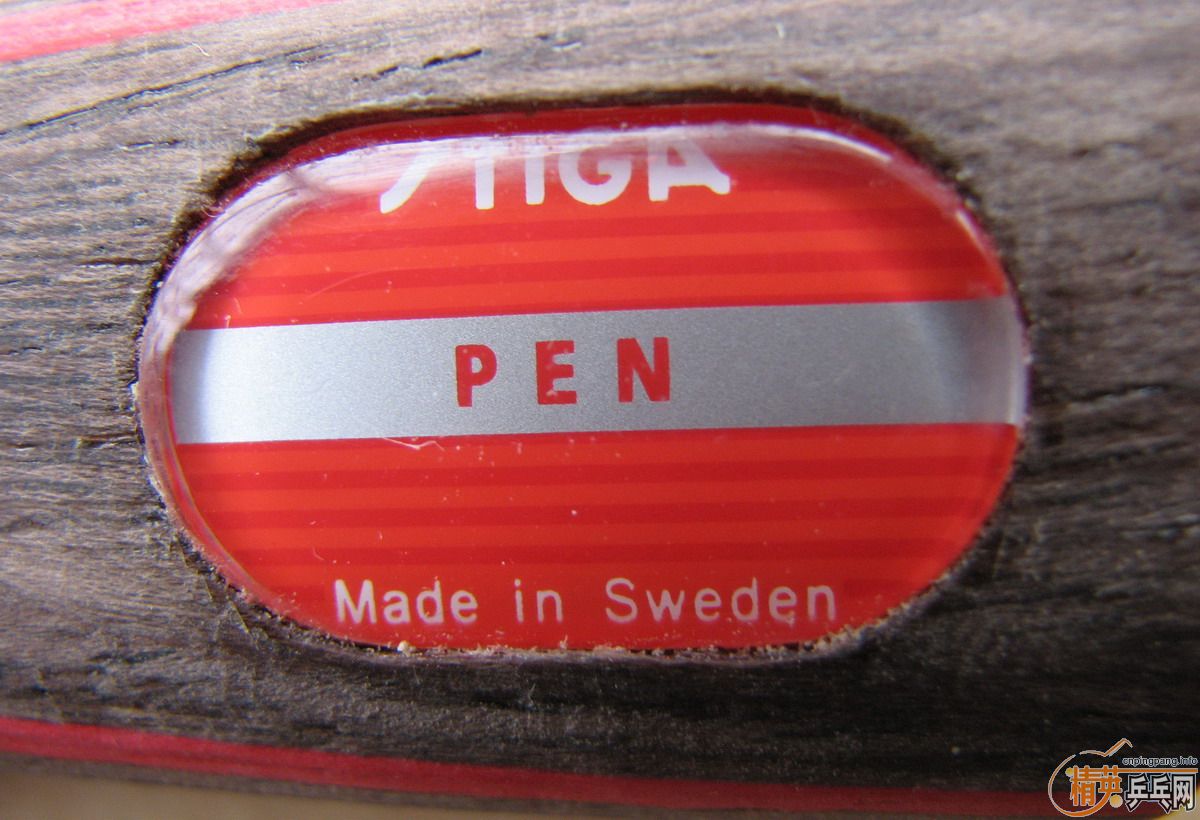 STIGA
PEN
Made in Sweden
cnpingpang.info
精英乒乓网